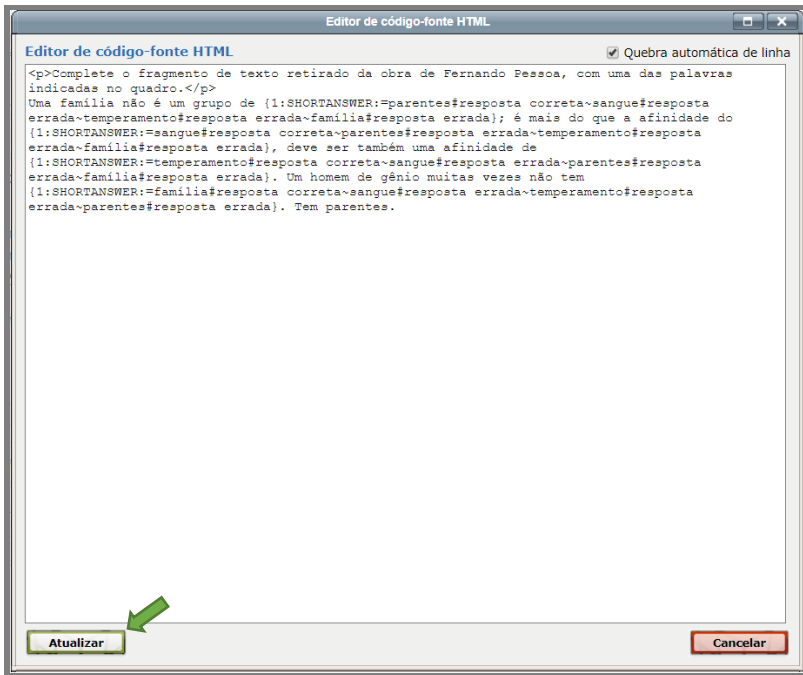 Editor de código-fonte HTML
Editor de código-fonte HTML
Quebra automática de linha
<p>Complete o fragmento de texto retirado da obra de Fernando Pessoa, com uma das palavras
indicadas no quadro.</p>
Uma família não é um grupo de {1:SHORTANSWER:=parentes#resposta correta~sangue#resposta
errada~temperamento#resposta errada~família#resposta errada}; é mais do que a afinidade do
{1:SHORTANSWER:=sangue#resposta correta~parentes#resposta errada~temperamento#resposta
errada~família#resposta errada}, deve ser também uma afinidade de
{1:SHORTANSWER:=temperamento#resposta correta~sangue#resposta errada~parentes#resposta
errada~família#resposta errada}. Um homem de gênio muitas vezes não tem
{1:SHORTANSWER:=família#resposta correta~sangue#resposta errada~temperamento#resposta
errada~parentes#resposta errada}. Tem parentes.
Atualizar
Cancelar